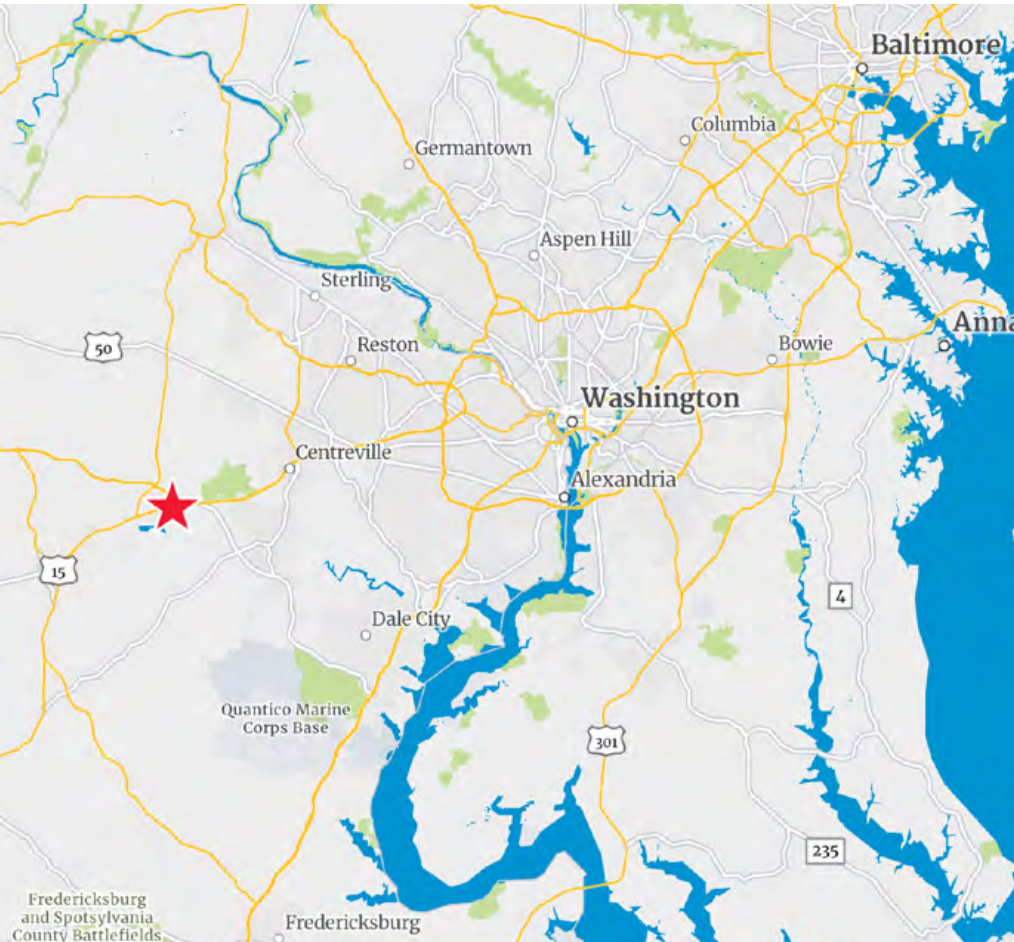 Baltimore
Columbia
Germantown
Aspen Hill
Sterling
50
Reston
Bowie
Anna
Washington
Centreville
Alexandria
15
4
Dale City
Quantico Marine
Corps Base
301
235
Fredericksburg
and Spotsylvania
County Battlefields
Fredericksburg